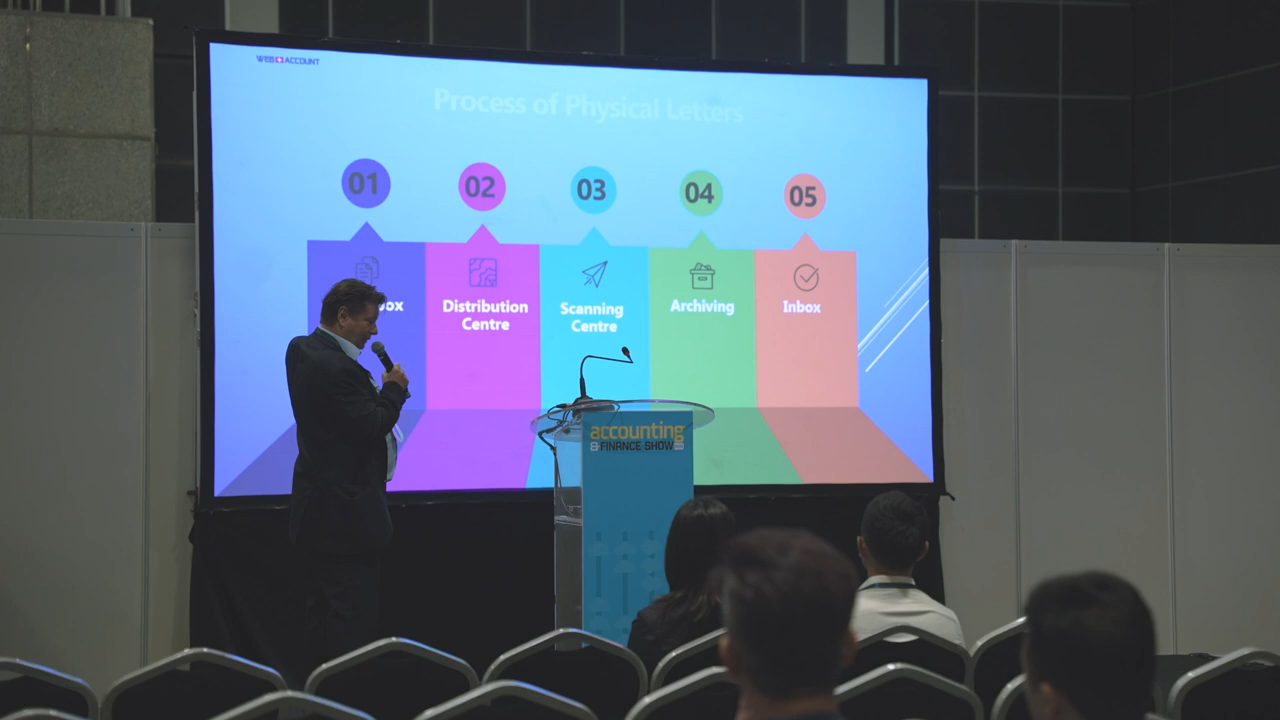 WEB ACCOUNT
Process of Physical Letters
01
02
03
04
05
Distribution
Centre
Scanning
Centre
Archiving
Inbox
accounting
& FINANCE SHOW